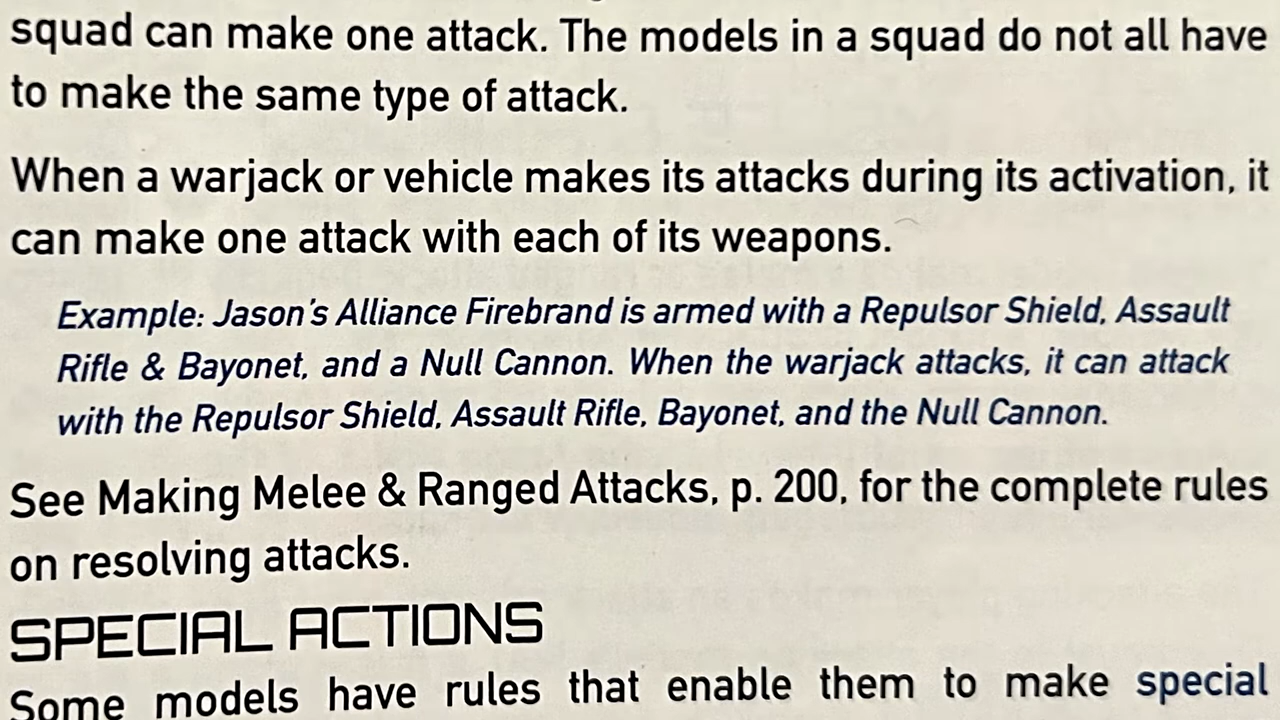 squad can make one attack. The models in a squad do not all have
to make the same type of attack.
When a warjack or vehicle makes its attacks during its activation, it
can make one attack with each of its weapons.
Example: Jason's Alliance Firebrand is armed with a Repulsor Shield, Assault
Rifle & Bayonet, and a Null Cannon. When the warjack attacks, it can attack
with the Repulsor Shield, Assault Rifle, Bayonet, and the Null Cannon.
See Making Melee & Ranged Attacks, p. 200, for the complete rules
on resolving attacks.
SPECIAL ACTIONS
Some models have rules that enable them to make special